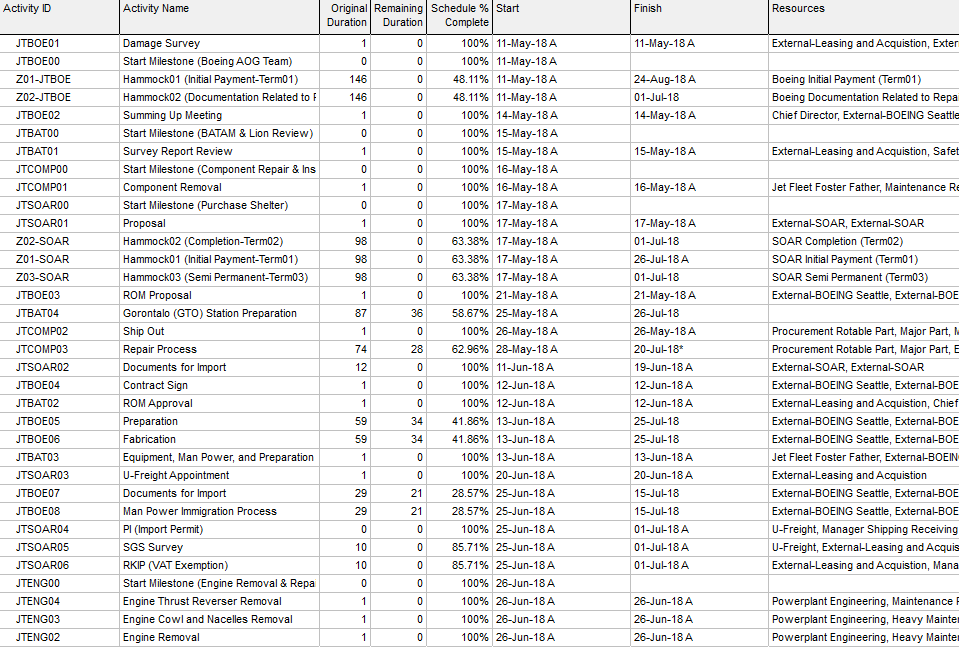 Activity ID Activity Name Original Duration Remaining Duration Schedule % Complete Start Finish Resources
JTBOE01 Damage Survey 1 0 100% 11-May-18 A 11-May-18 A External-Leasing and Acquistion, Exter
JTBOE00 Start Milestone (Boeing AOG Team) 0 0 100% 11-May-18 A
Z01-JTBOE Hammock01 (Initial Payment-Term01) 146 0 48.11% 11-May-18 A 24-Aug-18 A Boeing Initial Payment (Term01)
Z02-JTBOE Hammock02 (Documentation Related to F 146 0 48.11% 11-May-18 A 01-Jul-18 Boeing Documentation Related to Repa
JTBOE02 Summing Up Meeting 1 0 100% 14-May-18 A 14-May-18 A Chief Director, External-BOEING Seattle
JTBAT00 Start Milestone (BATAM & Lion Review) 0 0 100% 15-May-18 A
JTBAT01 Survey Report Review 1 0 100% 15-May-18 A 15-May-18 A External-Leasing and Acquistion, Safet
JTCOMP00 Start Milestone (Component Repair & Ins 0 0 100% 16-May-18 A
JTCOMP01 Component Removal 1 0 100% 16-May-18 A 16-May-18 A Jet Fleet Foster Father, Maintenance Re
JTSOAR00 Start Milestone (Purchase Shelter) 0 0 100% 17-May-18 A
JTSOAR01 Proposal 1 0 100% 17-May-18 A 17-May-18 A External-SOAR, External-SOAR
Z02-SOAR Hammock02 (Completion-Term02) 98 0 63.38% 17-May-18 A 01-Jul-18 SOAR Completion (Term02)
Z01-SOAR Hammock01 (Initial Payment-Term01) 98 0 63.38% 17-May-18 A 26-Jul-18 A SOAR Initial Payment (Term01)
Z03-SOAR Hammock03 (Semi Permanent-Term03) 98 0 63.38% 17-May-18 A 01-Jul-18 SOAR Semi Permanent (Term03)
JTBOE03 ROM Proposal 1 0 100% 21-May-18 A 21-May-18 A External-BOEING Seattle, External-BOE
JTBAT04 Gorontalo (GTO) Station Preparation 87 36 58.67% 25-May-18 A 26-Jul-18
JTCOMP02 Ship Out 1 0 100% 26-May-18 A 26-May-18 A Procurement Rotable Part, Major Part, M
JTCOMP03 Repair Process 74 28 62.96% 28-May-18 A 20-Jul-18* Procurement Rotable Part, Major Part, E
JTSOAR02 Documents for Import 12 0 100% 11-Jun-18 A 19-Jun-18 A External-SOAR, External-SOAR
JTBOE04 Contract Sign 1 0 100% 12-Jun-18 A 12-Jun-18 A External-BOEING Seattle, External-BOE
JTBAT02 ROM Approval 1 0 100% 12-Jun-18 A 12-Jun-18 A External-Leasing and Acquistion, Chief
JTBOE05 Preparation 59 34 41.86% 13-Jun-18 A 25-Jul-18 External-BOEING Seattle, External-BOE
JTBOE06 Fabrication 59 34 41.86% 13-Jun-18 A 25-Jul-18 External-BOEING Seattle, External-BOE
JTBAT03 Equipment, Man Power, and Preparation 1 0 100% 13-Jun-18 A 13-Jun-18 A Jet Fleet Foster Father, External-BOEIN
JTSOAR03 U-Freight Appointment 1 0 100% 20-Jun-18 A 20-Jun-18 A External-Leasing and Acquistion
JTBOE07 Documents for Import 29 21 28.57% 25-Jun-18 A 15-Jul-18 External-BOEING Seattle, External-BOE
JTBOE08 Man Power Immigration Process 29 21 28.57% 25-Jun-18 A 15-Jul-18 External-BOEING Seattle, External-BOE
JTSOAR04 PI (Import Permit) 0 0 100% 25-Jun-18 A 01-Jul-18 A U-Freight, Manager Shipping Receiving
JTSOAR05 SGS Survey 10 0 85.71% 25-Jun-18 A 01-Jul-18 A U-Freight, External-Leasing and Acquis
JTSOAR06 RKIP (VAT Exemption) 10 0 85.71% 25-Jun-18 A 01-Jul-18 A External-Leasing and Acquistion, Mana
JTENG00 Start Milestone (Engine Removal & Repa 0 0 100% 26-Jun-18 A
JTENG04 Engine Thrust Reverser Removal 1 0 100% 26-Jun-18 A 26-Jun-18 A Powerplant Engineering, Maintenance F
JTENG03 Engine Cowl and Nacelles Removal 1 0 100% 26-Jun-18 A 26-Jun-18 A Powerplant Engineering, Heavy Mainter
JTENG02 Engine Removal 1 0 100% 26-Jun-18 A 26-Jun-18 A Powerplant Engineering, Heavy Mainter